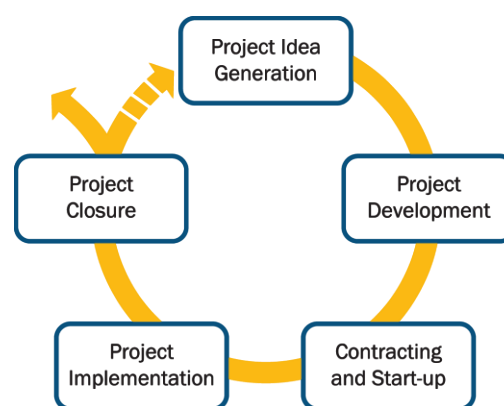 Project Idea
Generation
Project
Development
Contracting
and Start-up
Project
Implementation
Project
Closure